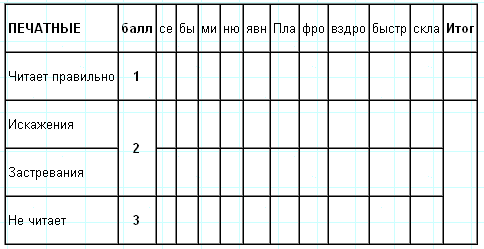 ПЕЧАТНЫЕ балл се бы ми ню явн Пла фро вздро быстр скла Итог
Читает правильно 1
Искажения
2
Застревания
Не читает 3